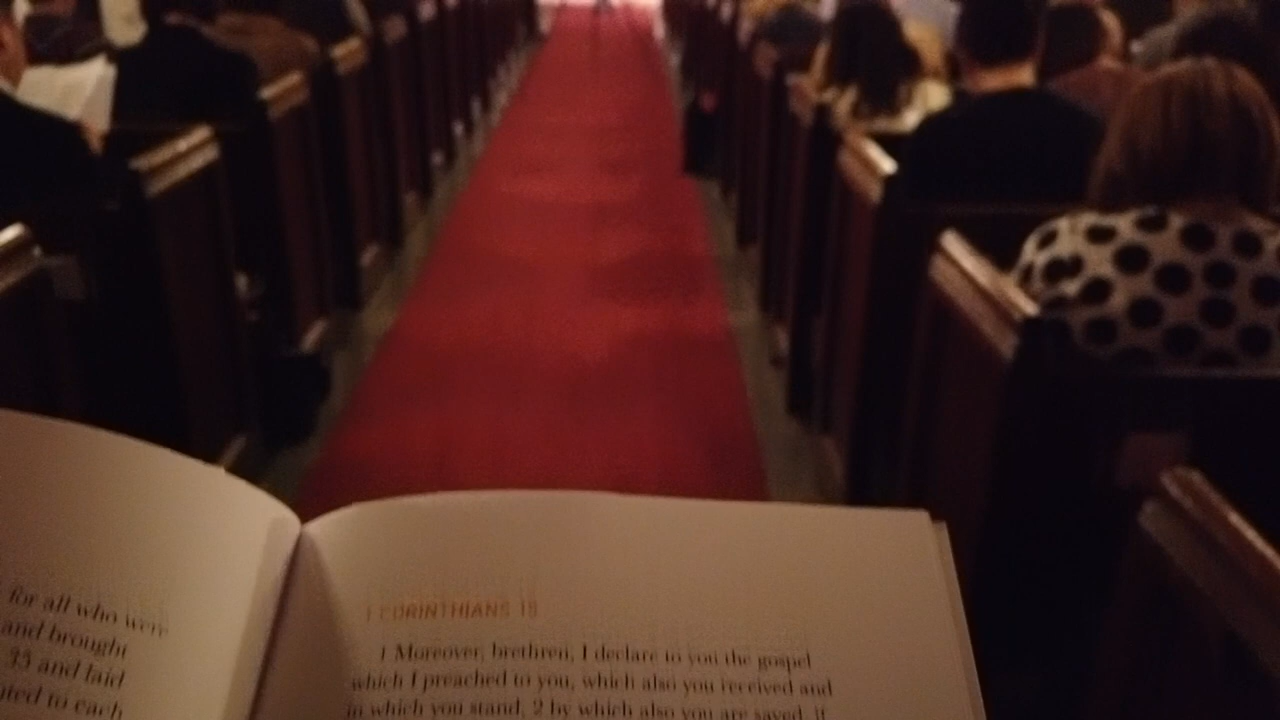 for all who were
and brought
35 and laid
uted to each
1 CORINTHIANS 15
1 Moreover, brethren, I declare to you the gospel
which I preached to you, which also you received and
in which you stand, 2 by which also you are saved, if